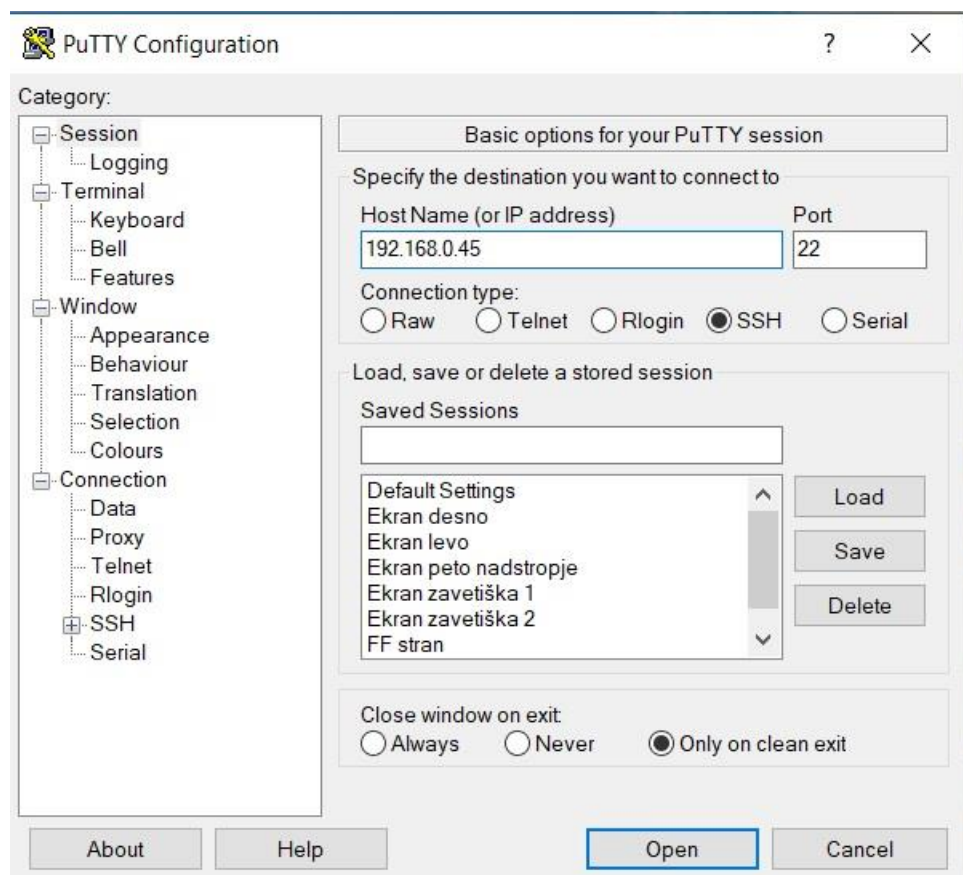 PuTTY Configuration
?
Category:
Session
Logging
Terminal
Keyboard
Bell
Features
Window
Appearance
Behaviour
Translation
Selection
Colours
Connection
Data
Proxy
Telnet
Rlogin
SSH
Serial
Basic options for your PuTTY session
Specify the destination you want to connect to
Host Name (or IP address) Port
192.168.0.45 22
Connection type:
Raw Telnet Rlogin SSH Serial
Load, save or delete a stored session
Saved Sessions
Default Settings
Ekran desno
Ekran levo
Ekran peto nadstropje
Ekran zavetiška 1
Ekran zavetiška 2
FF stran
Load
Save
Delete
Close window on exit:
Always Never Only on clean exit
About Help Open Cancel